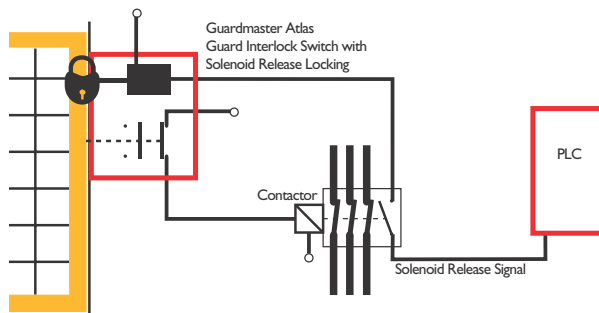 Guardmaster Atlas
Guard Interlock Switch with
Solenoid Release Locking
PLC
Contactor
Solenoid Release Signal